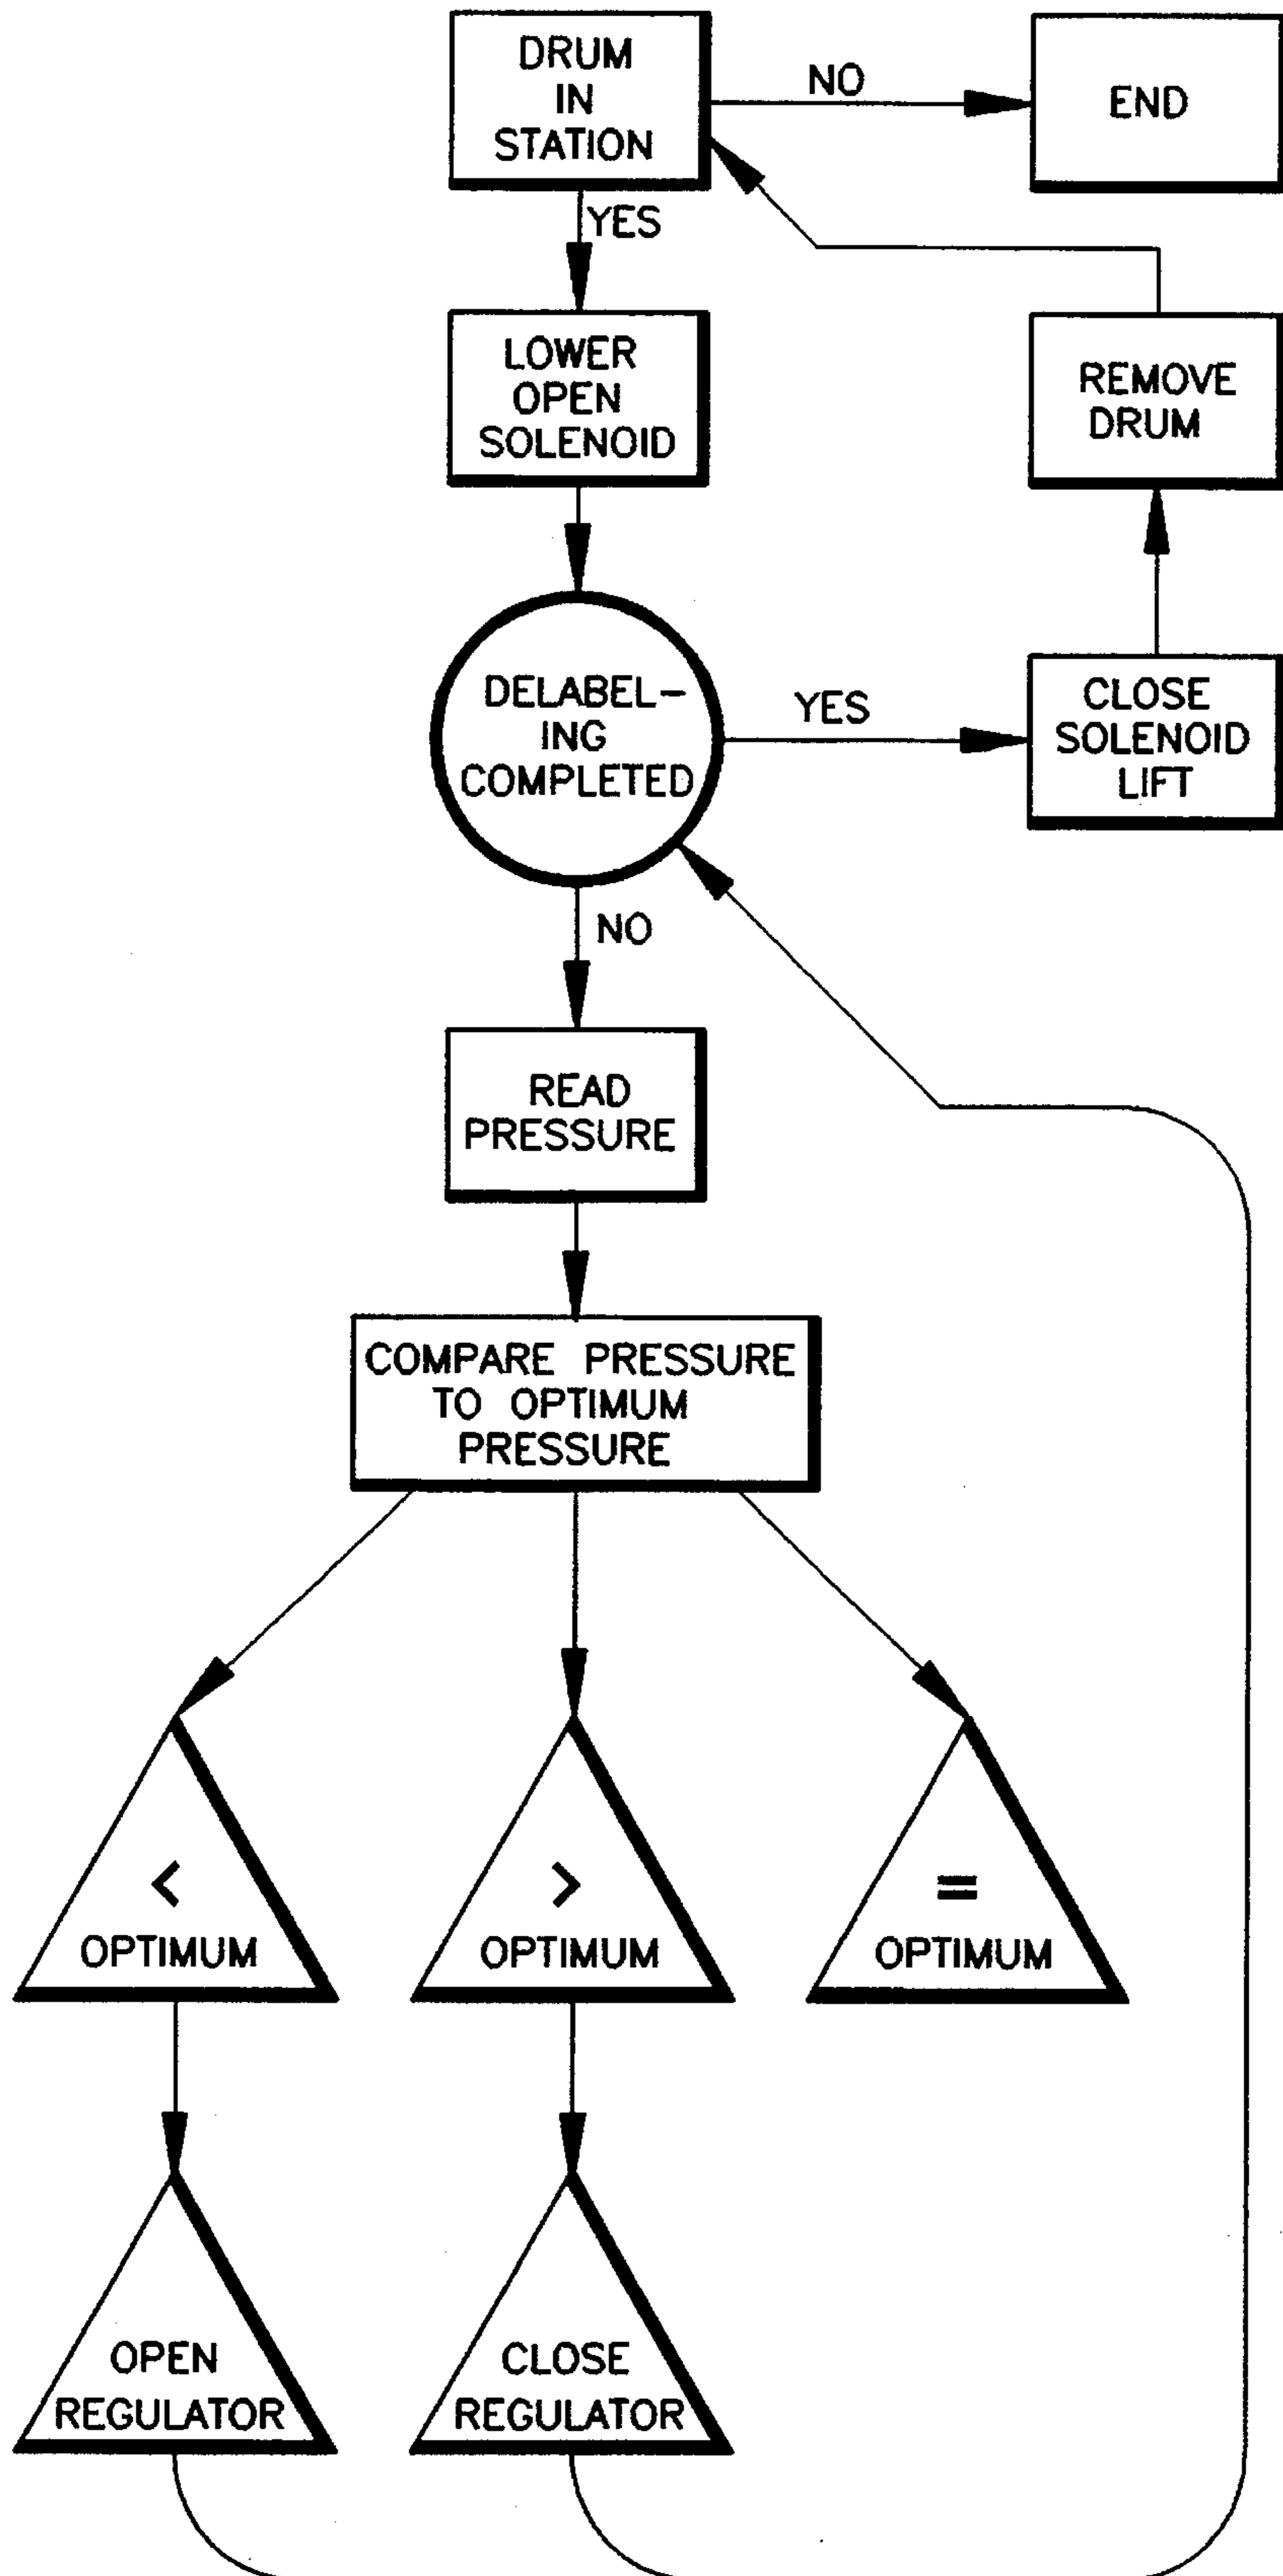 DRUM
IN
STATION
NO
END
YES
LOWER
OPEN
SOLENOID
REMOVE
DRUM
DELABEL-
ING
COMPLETED
YES
CLOSE
SOLENOID
LIFT
NO
READ
PRESSURE
COMPARE PRESSURE
TO OPTIMUM
PRESSURE
<
OPTIMUM
>
OPTIMUM
=
OPTIMUM
OPEN
REGULATOR
CLOSE
REGULATOR